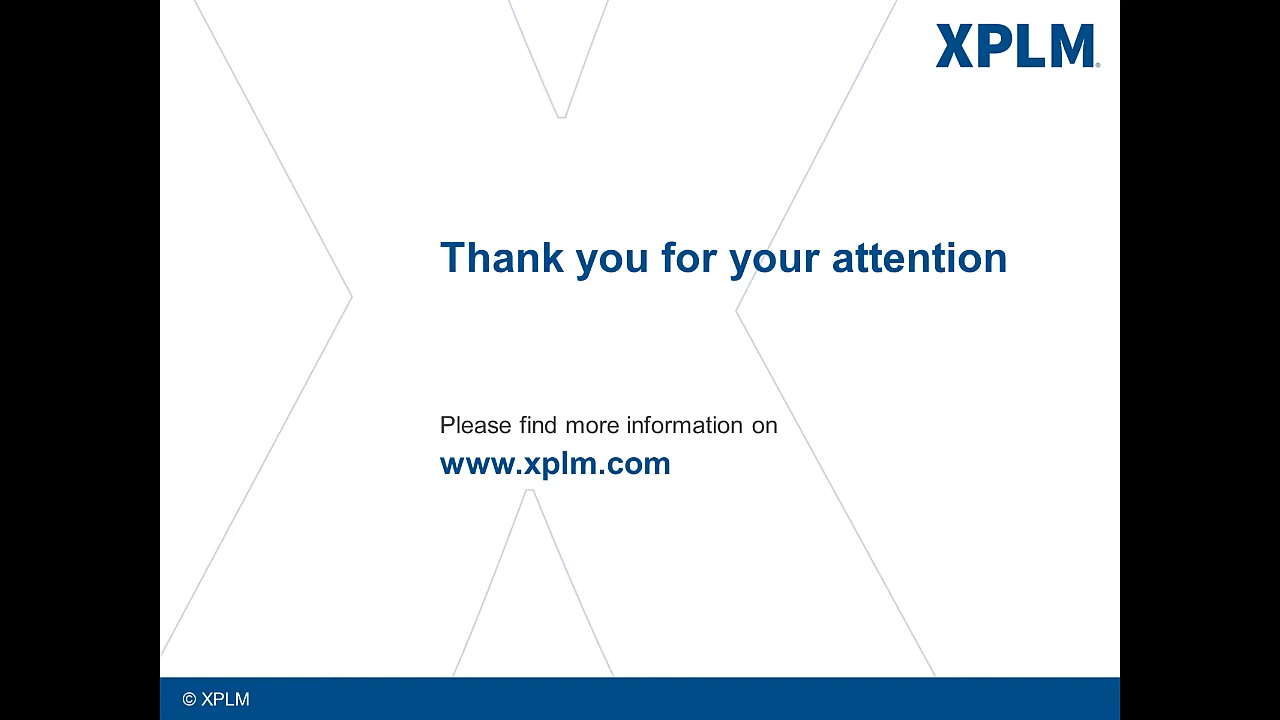 XPLM®
Thank you for your attention
Please find more information on
www.xplm.com
© XPLM